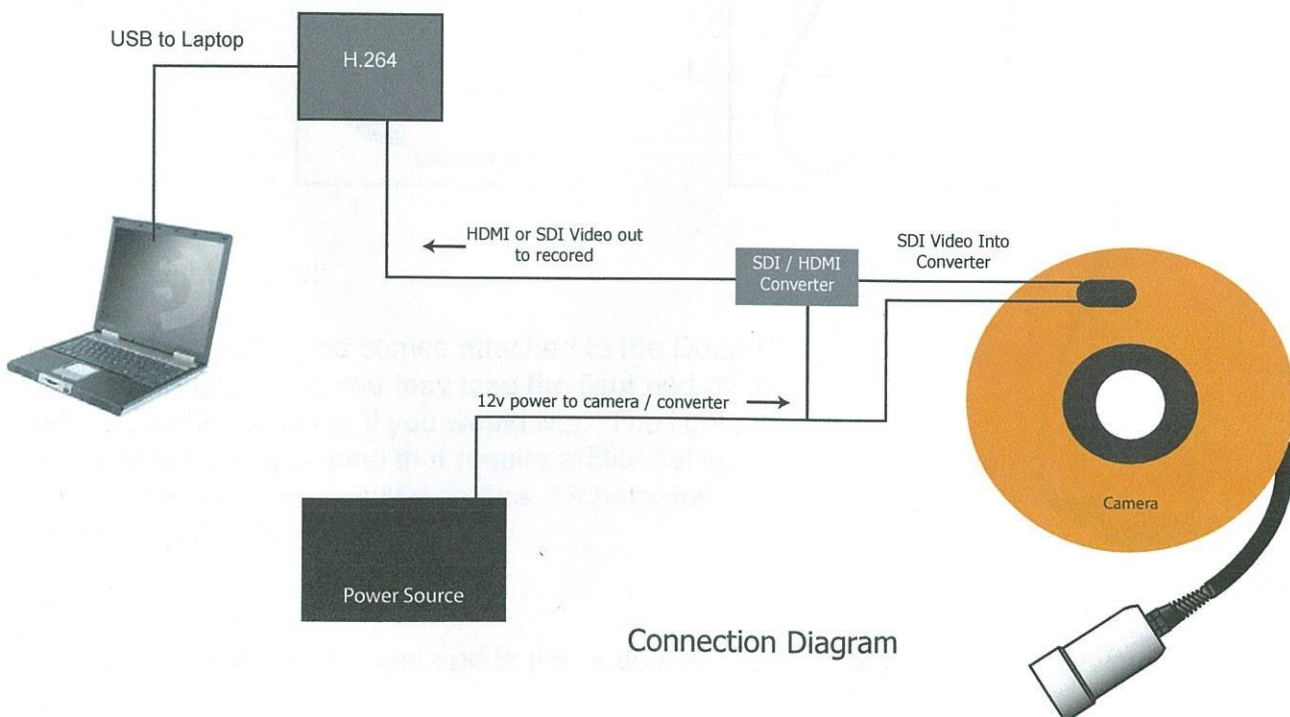 USB to Laptop
H.264
HDMI or SDI Video out
to recored
SDI / HDMI
Converter
SDI Video Into
Converter
12v power to camera / converter
Camera
Power Source
Connection Diagram